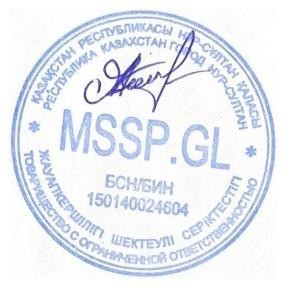 ҚАЗАҚСТАН РЕСПУБЛИКАСЫ НҰР-СҰЛТАН ҚАЛАСЫ
РЕСПУБЛИКА КАЗАХСТАН ГОРОД НУР-СУЛТАН
MSSP.GL
БСН/БИН
150140024604
ЖАУАПКЕРШІЛІГІ ШЕКТЕУЛІ СЕРІКТЕСТІГІ
ТОВАРИЩЕСТВО С ОГРАНИЧЕННОЙ ОТВЕТСТВЕННОСТЬЮ